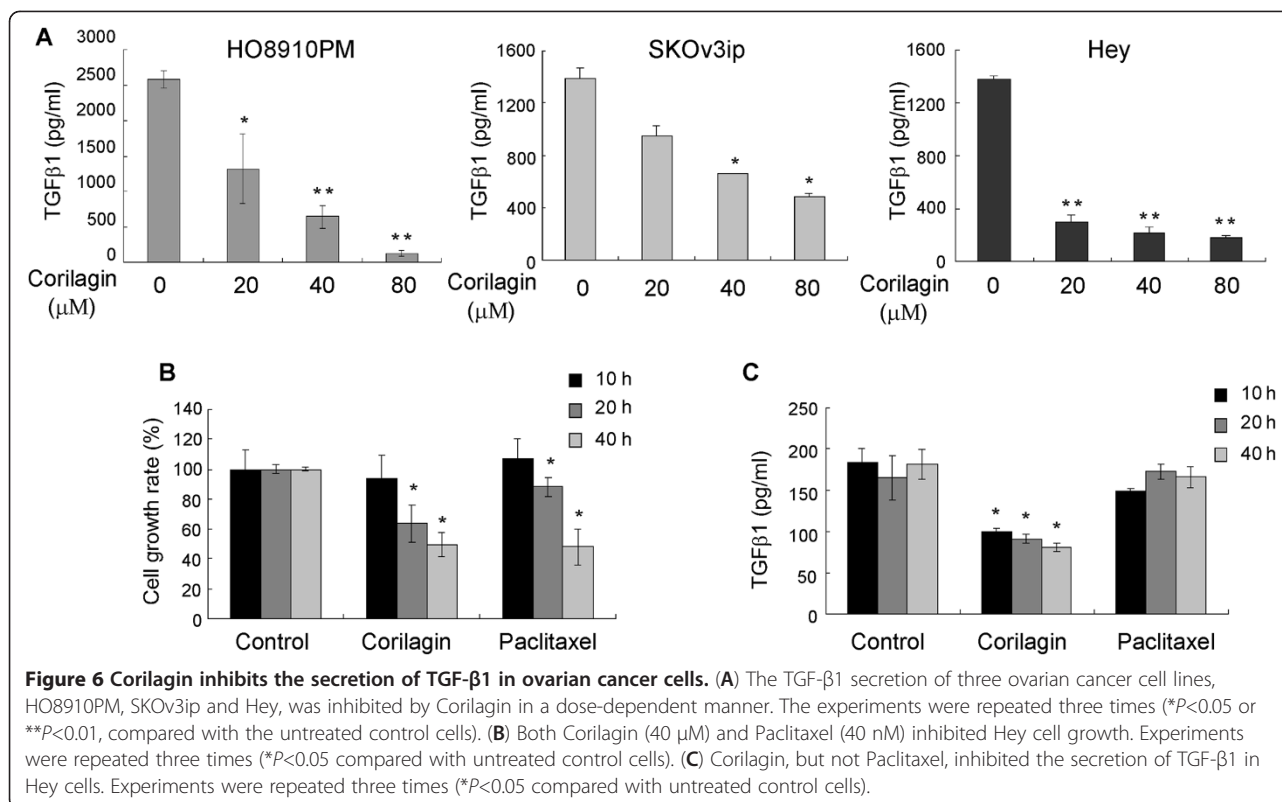 A
HO8910PM
TGFβ1 (pg/ml)
3000
2500
2000
1500
1000
500
0
*
**
**
Corilagin
(μM)
0 20 40 80
SKOv3ip
TGFβ1 (pg/ml)
1600
1200
800
400
0
*
*
Corilagin
(μM)
0 20 40 80
Hey
TGFβ1 (pg/ml)
1600
1200
800
400
0
**
**
**
Corilagin
(μM)
0 20 40 80
B
10 h
20 h
40 h
Cell growth rate (%)
140
120
100
80
60
40
20
0
*
*
*
*
Control Corilagin Paclitaxel
C
10 h
20 h
40 h
TGFβ1 (pg/ml)
250
200
150
100
50
0
* * *
Control Corilagin Paclitaxel
Figure 6 Corilagin inhibits the secretion of TGF-β1 in ovarian cancer cells. (A) The TGF-β1 secretion of three ovarian cancer cell lines,
HO8910PM, SKOv3ip and Hey, was inhibited by Corilagin in a dose-dependent manner. The experiments were repeated three times (*P<0.05 or
**P<0.01, compared with the untreated control cells). (B) Both Corilagin (40 μM) and Paclitaxel (40 nM) inhibited Hey cell growth. Experiments
were repeated three times (*P<0.05 compared with untreated control cells). (C) Corilagin, but not Paclitaxel, inhibited the secretion of TGF-β1 in
Hey cells. Experiments were repeated three times (*P<0.05 compared with untreated control cells).